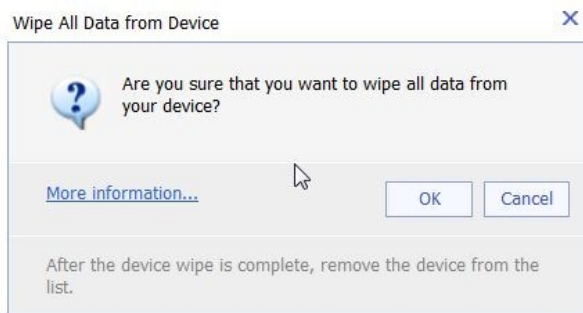 Wipe All Data from Device
Are you sure that you want to wipe all data from
your device?
More information...
OK Cancel
After the device wipe is complete, remove the device from the
list.